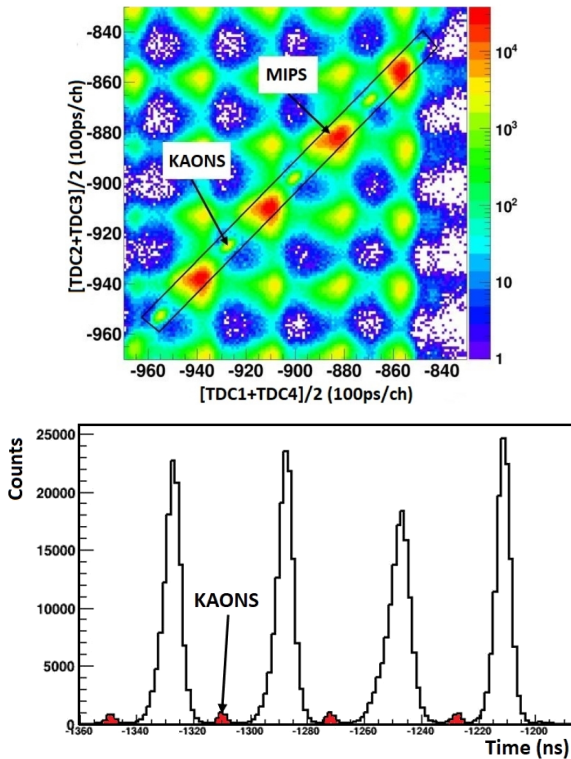 -840
-860
-880
-900
-920
-940
-960
[TDC2+TDC3]/2 (100ps/ch)
MIPS
KAONS
10⁴
10³
10²
10
1
-960 -940 -920 -900 -880 -860 -840
[TDC1+TDC4]/2 (100ps/ch)
25000
20000
15000
10000
5000
0
Counts
KAONS
-1360 -1340 -1320 -1300 -1280 -1260 -1240 -1220 -1200
Time (ns)